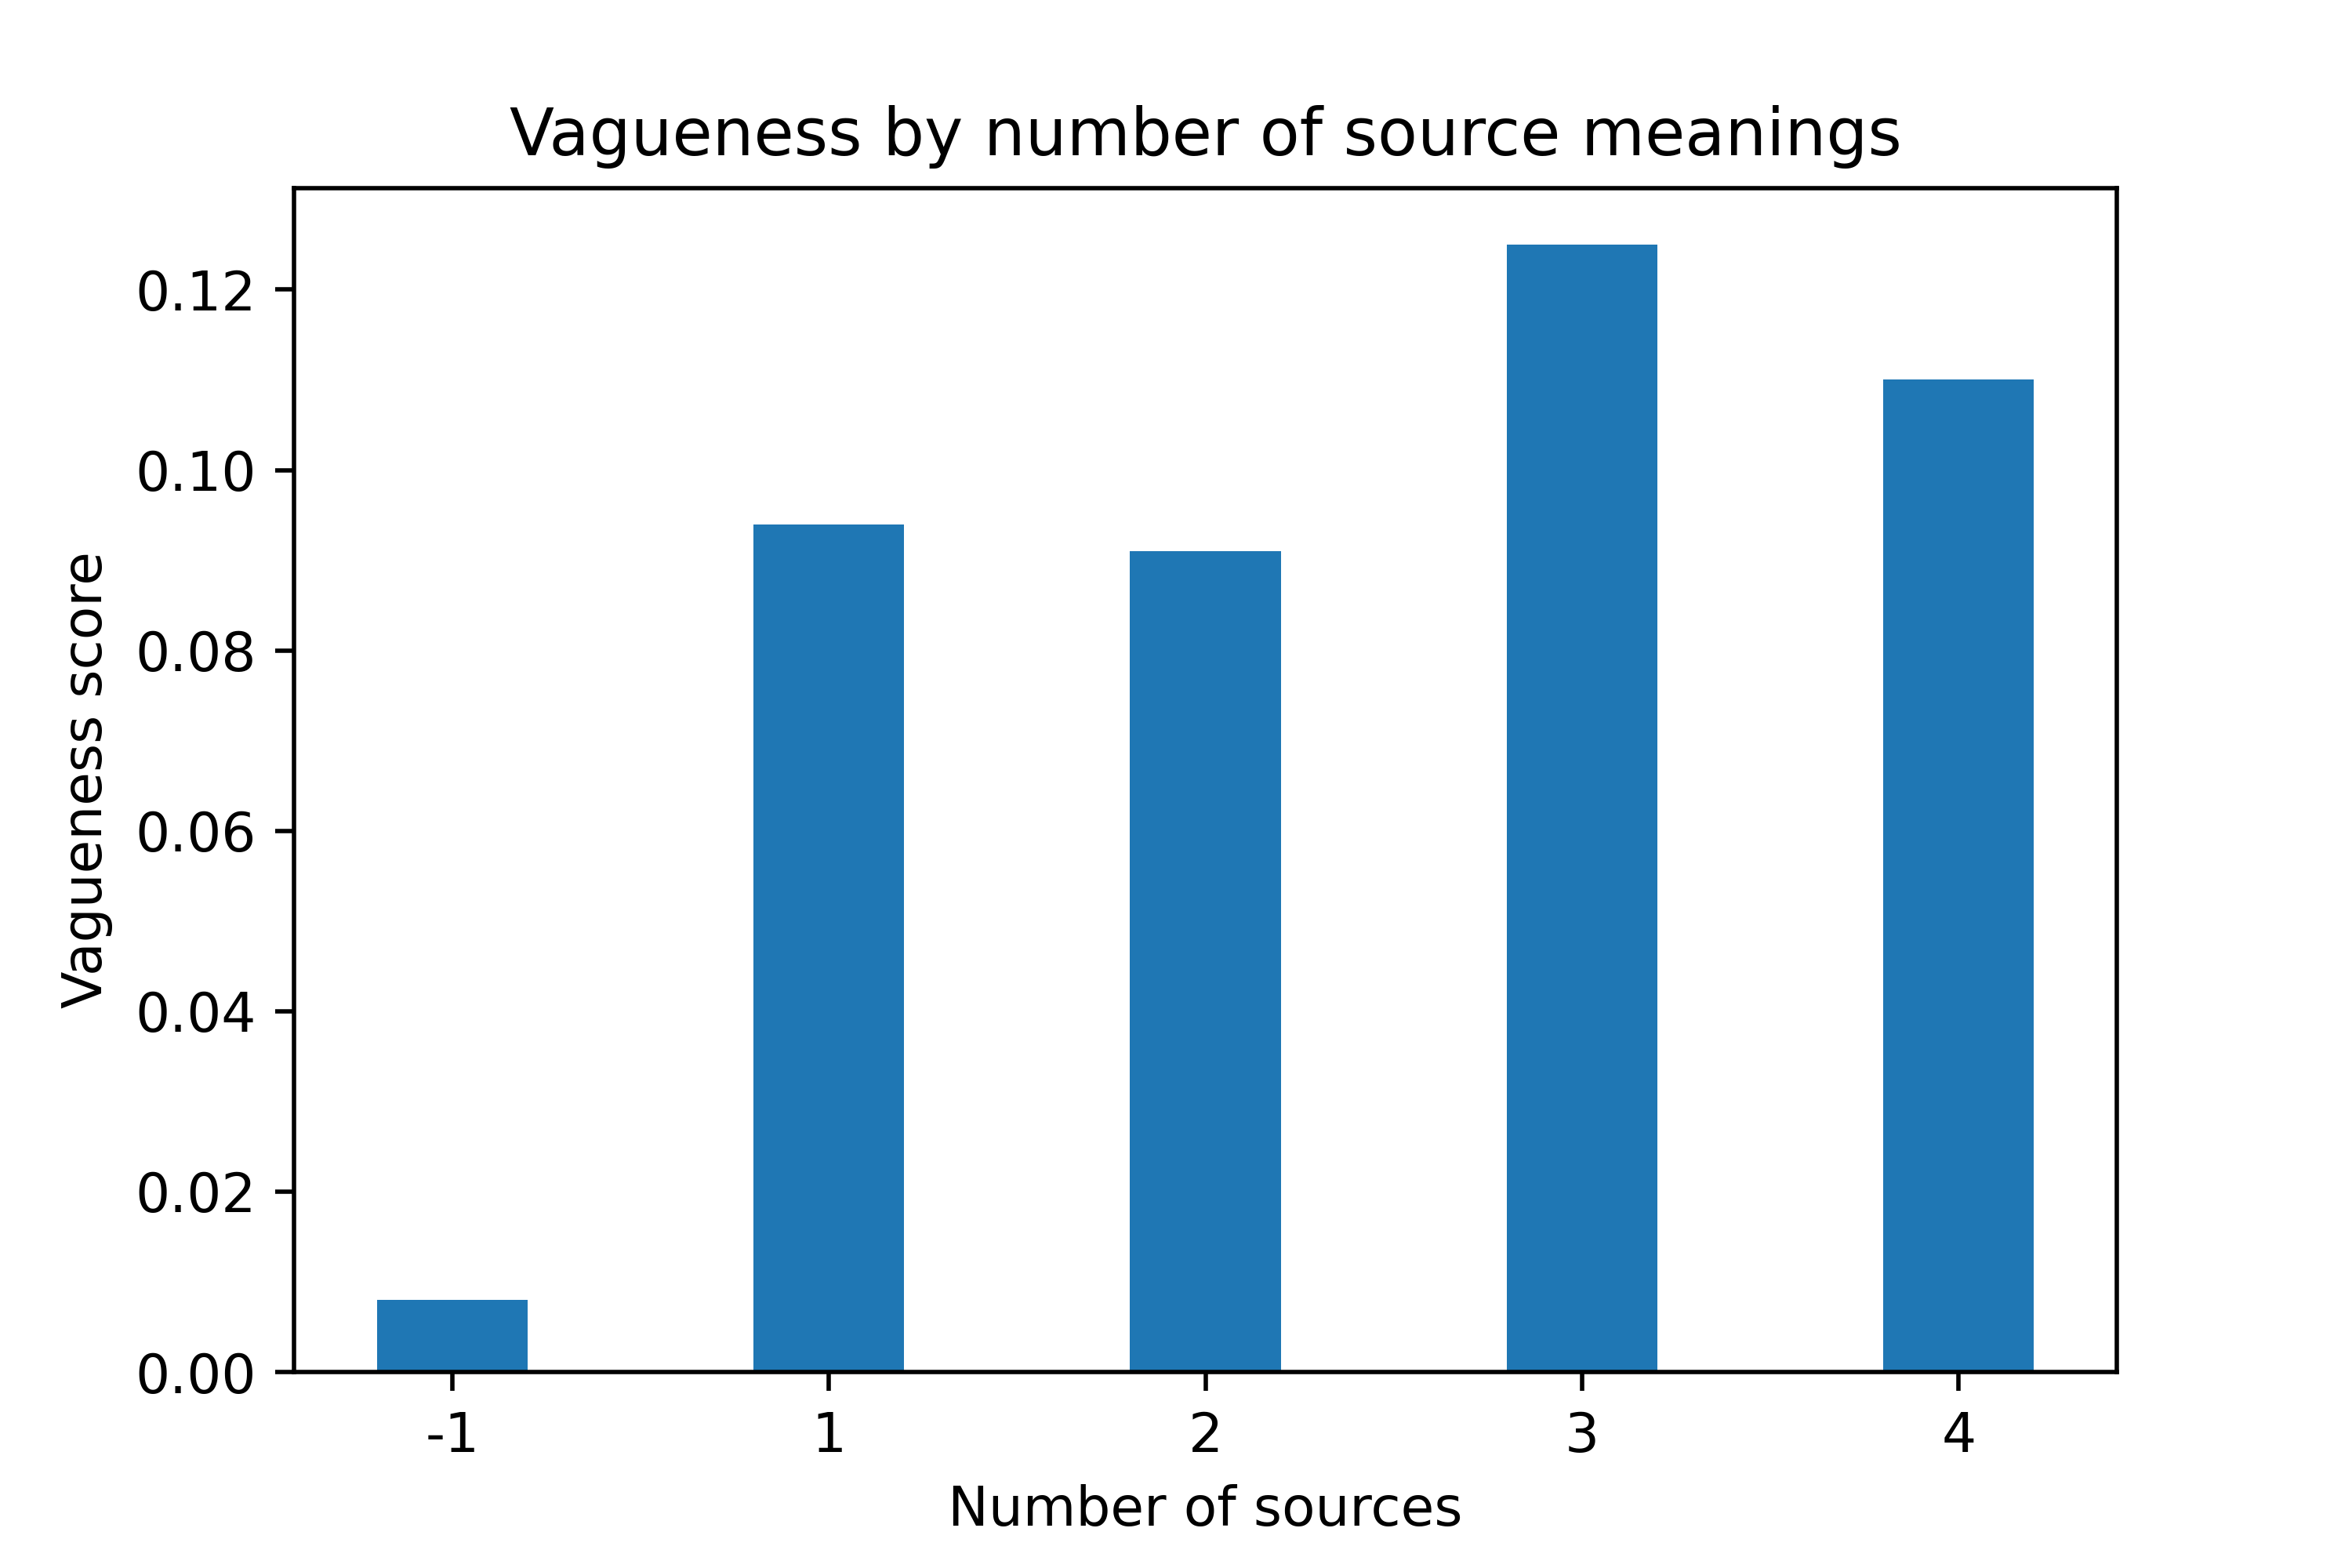 Vagueness by number of source meanings
Vagueness score
0.12
0.10
0.08
0.06
0.04
0.02
0.00
-1 1 2 3 4
Number of sources